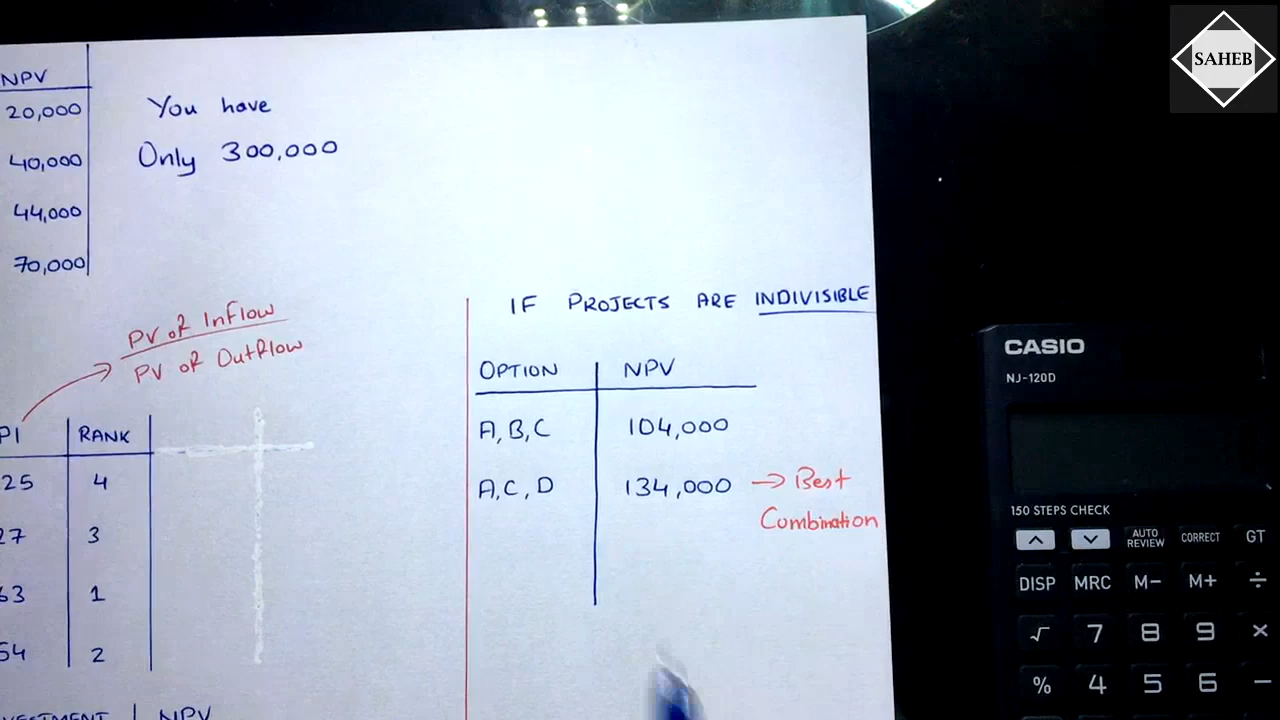 SAHEB
NPV
20,000
40,000
44,000
70,000
You have
Only 300,000
PV of Inflow
PV of Outflow
PI RANK
25 4
27 3
63 1
54 2
NPV
IF PROJECTS ARE INDIVISIBLE
OPTION NPV
A,B,C 104,000
A,C,D 134,000 → Best
Combination
CASIO
NJ-120D
150 STEPS CHECK
AUTO REVIEW CORRECT GT
DISP MRC M− M+ ÷
√ 7 8 9 ×
% 4 5 6 −